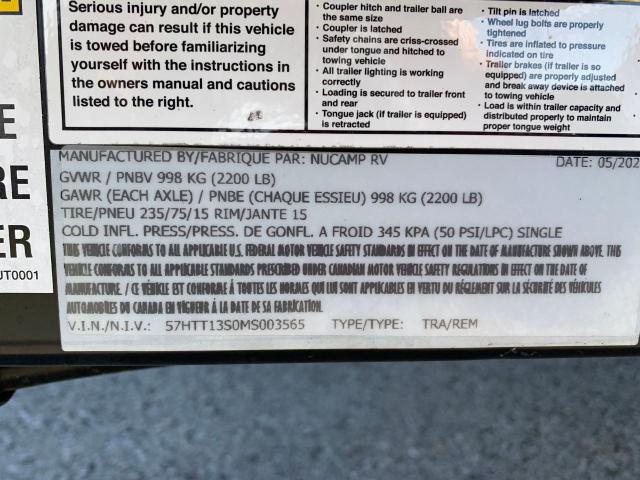 Serious injury and/or property
damage can result if this vehicle
is towed before familiarizing
yourself with the instructions in
the owners manual and cautions
listed to the right.
• Coupler hitch and trailer ball are
the same size
• Coupler is latched
• Safety chains are criss-crossed
under tongue and hitched to
towing vehicle
• All trailer lighting is working
correctly
• Loading is secured to trailer front
and rear
• Tongue jack (if trailer is equipped)
is retracted
• Tilt pin is latched
• Wheel lug bolts are properly
tightened
• Tires are inflated to pressure
indicated on tire
• Trailer brakes (if trailer is so
equipped) are properly adjusted
and break away device is attached
to towing vehicle
• Load is within trailer capacity and
distributed properly to maintain
proper tongue weight
E
RE
ER
UT0001
MANUFACTURED BY/FABRIQUE PAR: NUCAMP RV DATE: 05/202
GVWR / PNBV 998 KG (2200 LB)
GAWR (EACH AXLE) / PNBE (CHAQUE ESSIEU) 998 KG (2200 LB)
TIRE/PNEU 235/75/15 RIM/JANTE 15
COLD INFL. PRESS/PRESS. DE GONFL. A FROID 345 KPA (50 PSI/LPC) SINGLE
THIS VEHICLE CONFORMS TO ALL APPLICABLE U.S. FEDERAL MOTOR VEHICLE SAFETY STANDARDS IN EFFECT ON THE DATE OF MANUFACTURE SHOWN ABOVE. THIS
VEHICLE CONFORMS TO ALL APPLICABLE STANDARDS PRESCRIBED UNDER CANADIAN MOTOR VEHICLE SAFETY REGULATIONS IN EFFECT ON THE DATE OF
MANUFACTURE. / CE VÉHICLE EST CONFORME À TOUTES LES NORMES QUI LUI SONT APPLICABLES EN VERTU DU RÉGLEMENT SUR LA SÉCURITÉ DES VÉHICULES
AUTOMOBILES DU CANADA EN VIGUEUR À LA DATE DE SA FABRICATION.
V.I.N./N.I.V.: 57HTT13S0MS003565 TYPE/TYPE: TRA/REM